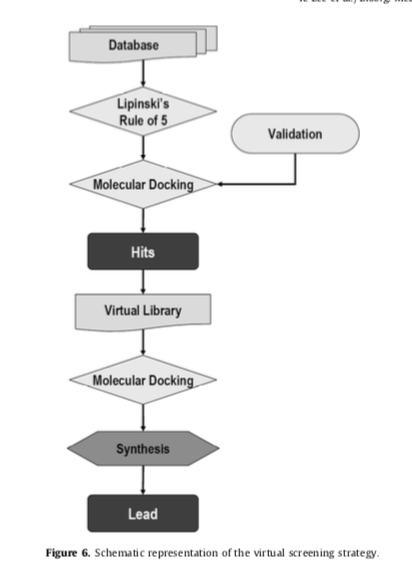 Database
Lipinski's
Rule of 5
Validation
Molecular Docking
Hits
Virtual Library
Molecular Docking
Synthesis
Lead
Figure 6. Schematic representation of the virtual screening strategy.